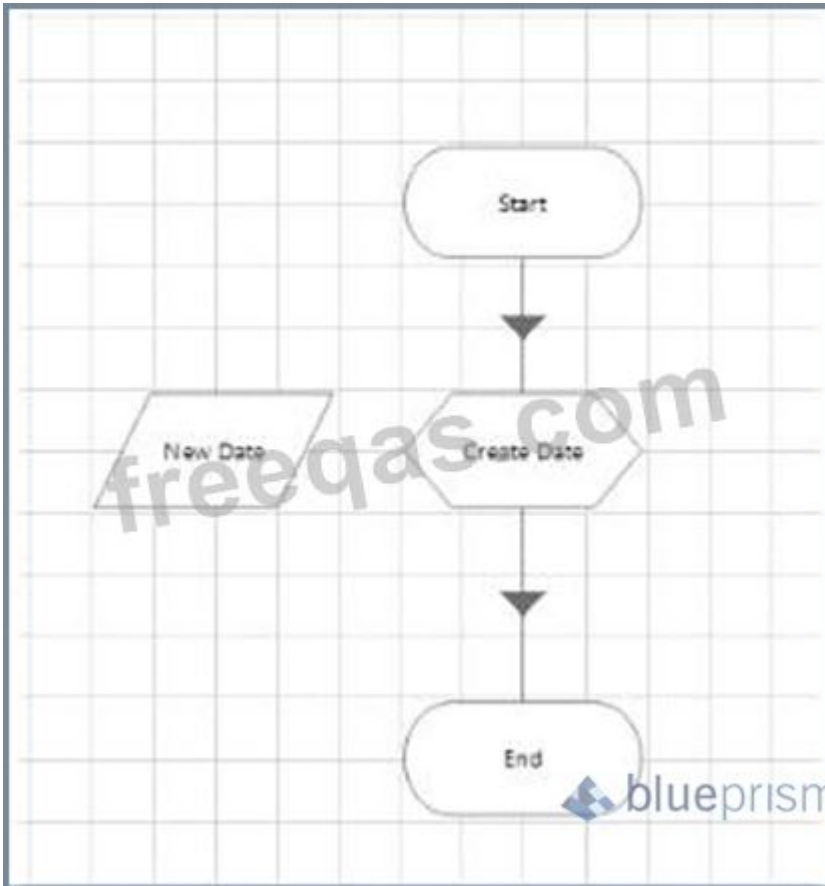 Start
New Date
Create Date
freeqas.com
End
blueprism